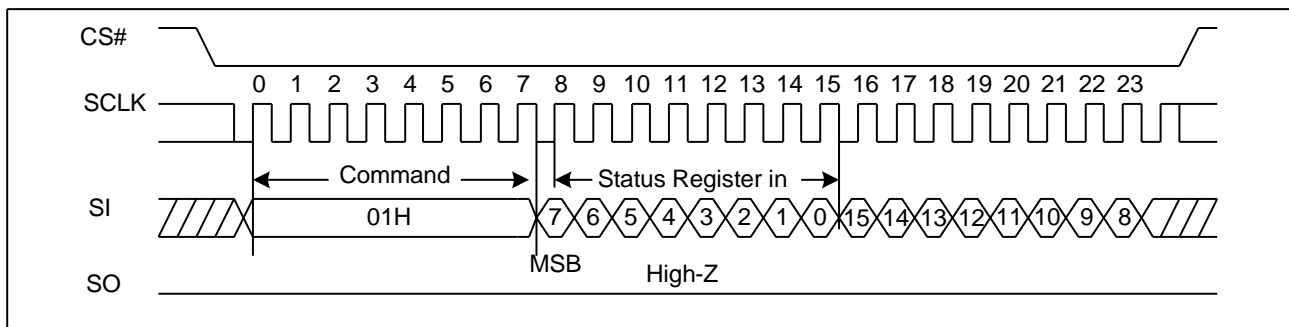 CS#
0 1 2 3 4 5 6 7 8 9 10 11 12 13 14 15 16 17 18 19 20 21 22 23
SCLK
Command Status Register in
SI 01H 7 6 5 4 3 2 1 0 15 14 13 12 11 10 9 8
MSB High-Z
SO